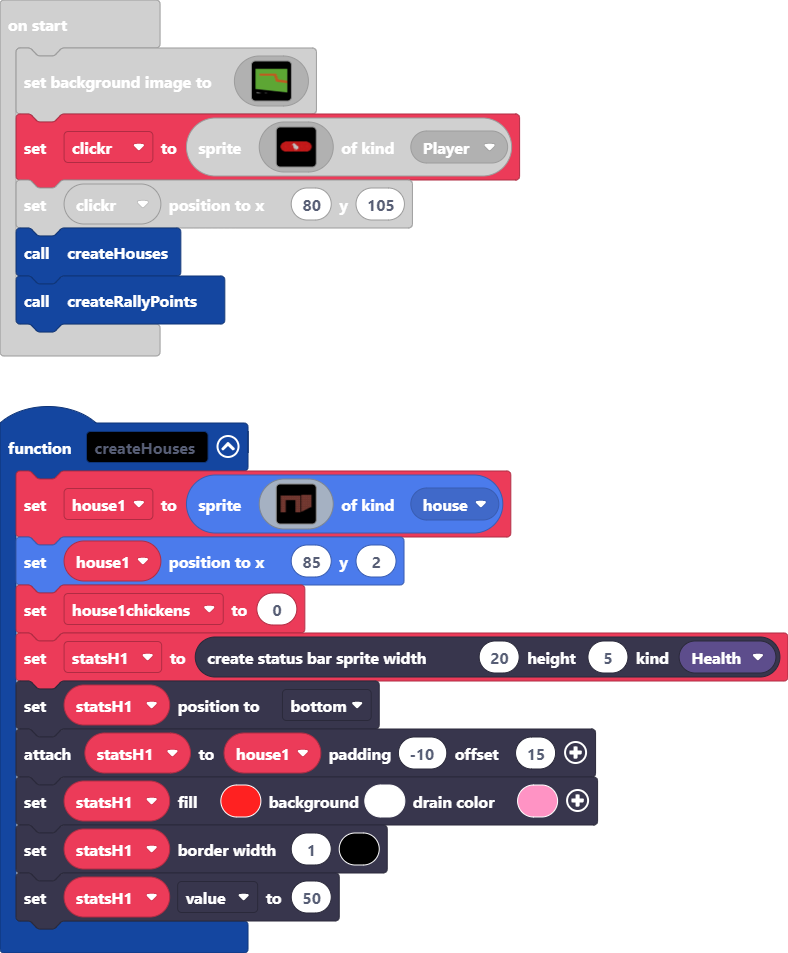 on start
set background image to
set clickr to sprite of kind Player
set clickr position to x 80 y 105
call createHouses
call createRallyPoints
function createHouses
set house1 to sprite of kind house
set house1 position to x 85 y 2
set house1chickens to 0
set statsH1 to create status bar sprite width 20 height 5 kind Health
set statsH1 position to bottom
attach statsH1 to house1 padding -10 offset 15
set statsH1 fill background drain color
set statsH1 border width 1
set statsH1 value to 50